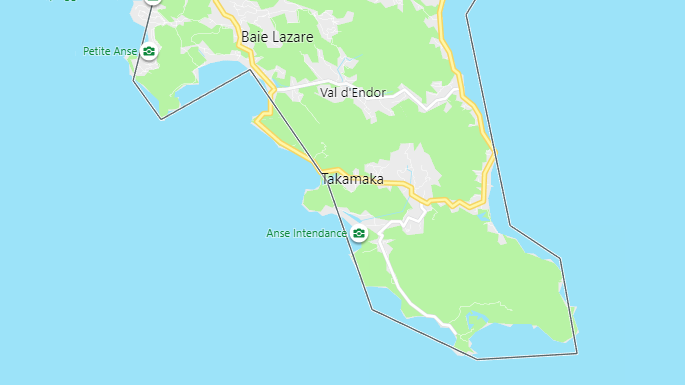 Baie Lazare
Petite Anse
Val d'Endor
Takamaka
Anse Intendance